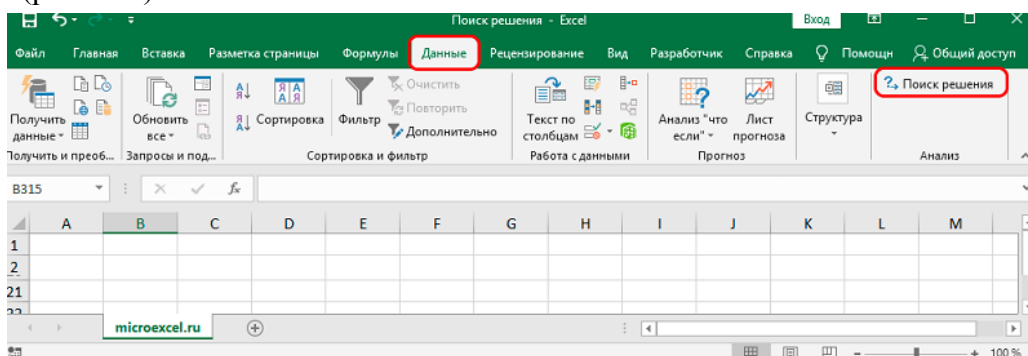 Поиск решения - Excel
Вход
Файл Главная Вставка Разметка страницы Формулы Данные Рецензирование Вид Разработчик Справка Помощн Общий доступ
Получить данные
Обновить все
Сортировка
Фильтр
Очистить
Повторить
Дополнительно
Текст по столбцам
Анализ "что если"
Лист прогноза
Структура
Поиск решения
Получить и преоб... Запросы и под... Сортировка и фильтр Работа с данными Прогноз Анализ
B315 fx
A B C D E F G H I J K L M
1
2
21
microexcel.ru
100 %